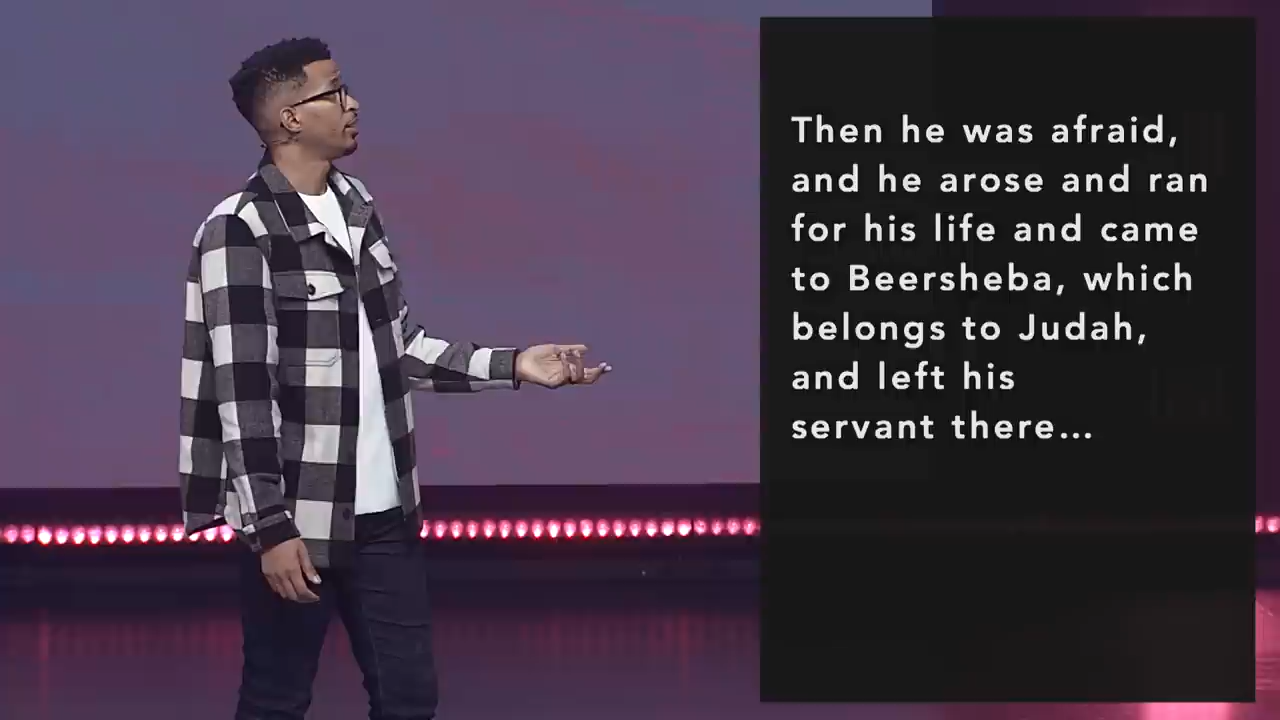 Then he was afraid,
and he arose and ran
for his life and came
to Beersheba, which
belongs to Judah,
and left his
servant there...